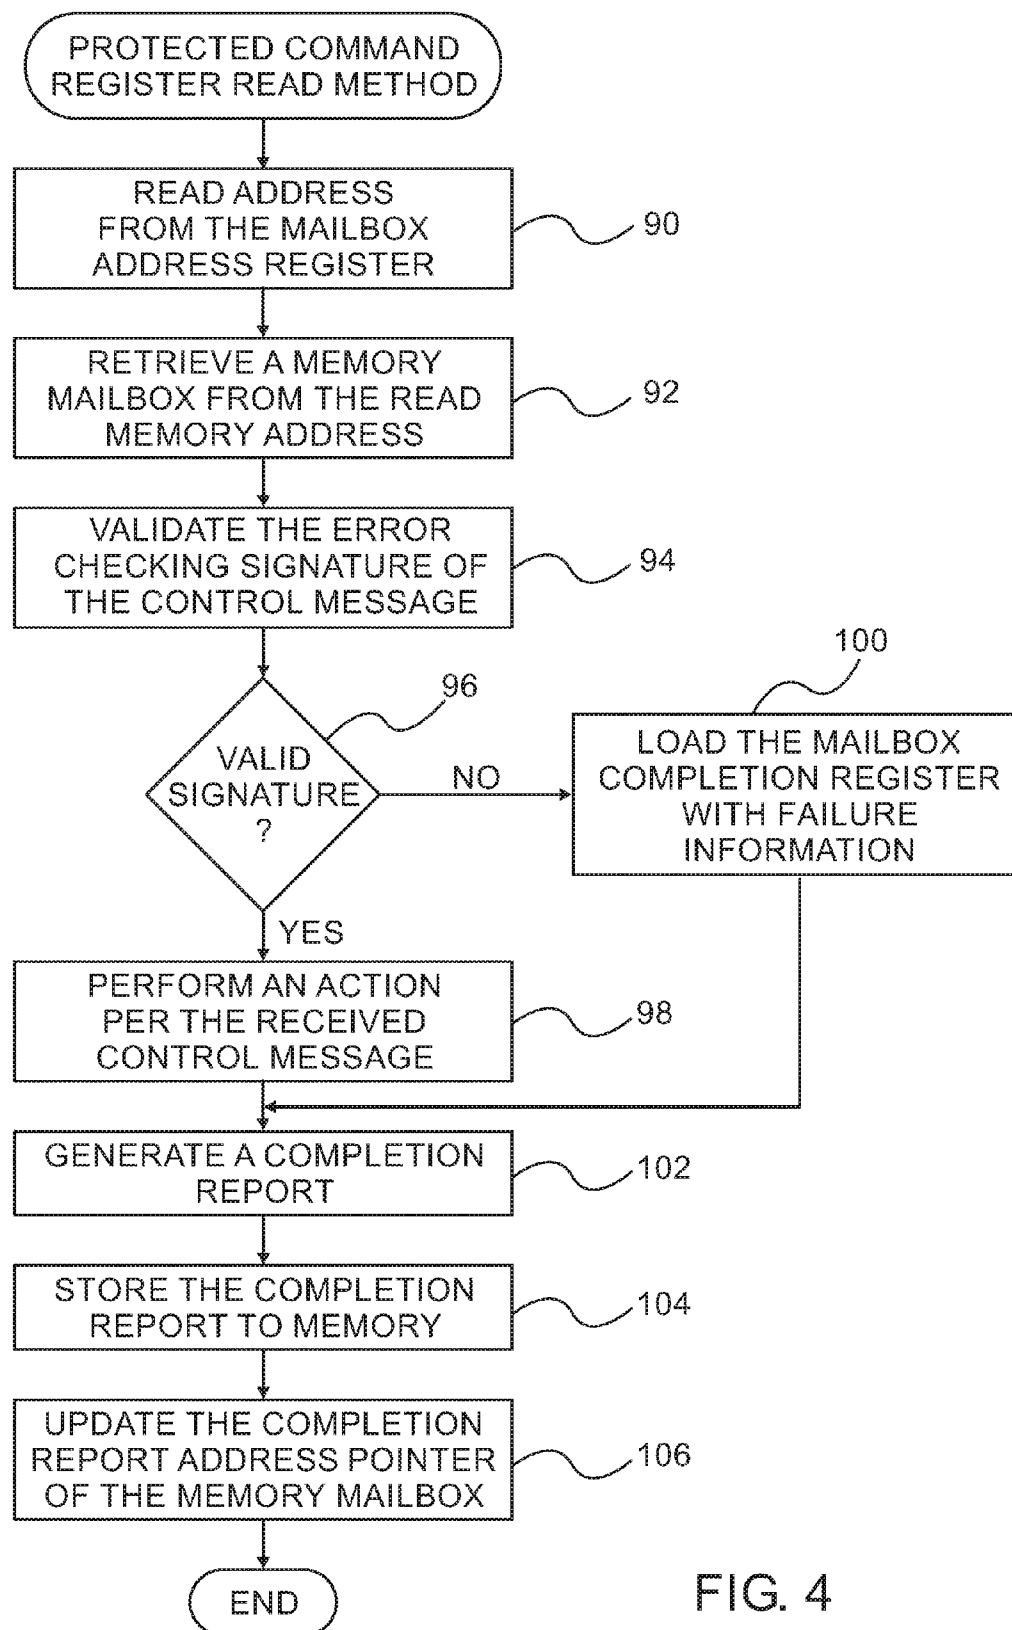 PROTECTED COMMAND
REGISTER READ METHOD
READ ADDRESS
FROM THE MAILBOX
ADDRESS REGISTER
90
RETRIEVE A MEMORY
MAILBOX FROM THE READ
MEMORY ADDRESS
92
VALIDATE THE ERROR
CHECKING SIGNATURE OF
THE CONTROL MESSAGE
94
96
VALID
SIGNATURE
?
NO
100
LOAD THE MAILBOX
COMPLETION REGISTER
WITH FAILURE
INFORMATION
YES
PERFORM AN ACTION
PER THE RECEIVED
CONTROL MESSAGE
98
GENERATE A COMPLETION
REPORT
102
STORE THE COMPLETION
REPORT TO MEMORY
104
UPDATE THE COMPLETION
REPORT ADDRESS POINTER
OF THE MEMORY MAILBOX
106
END
FIG. 4